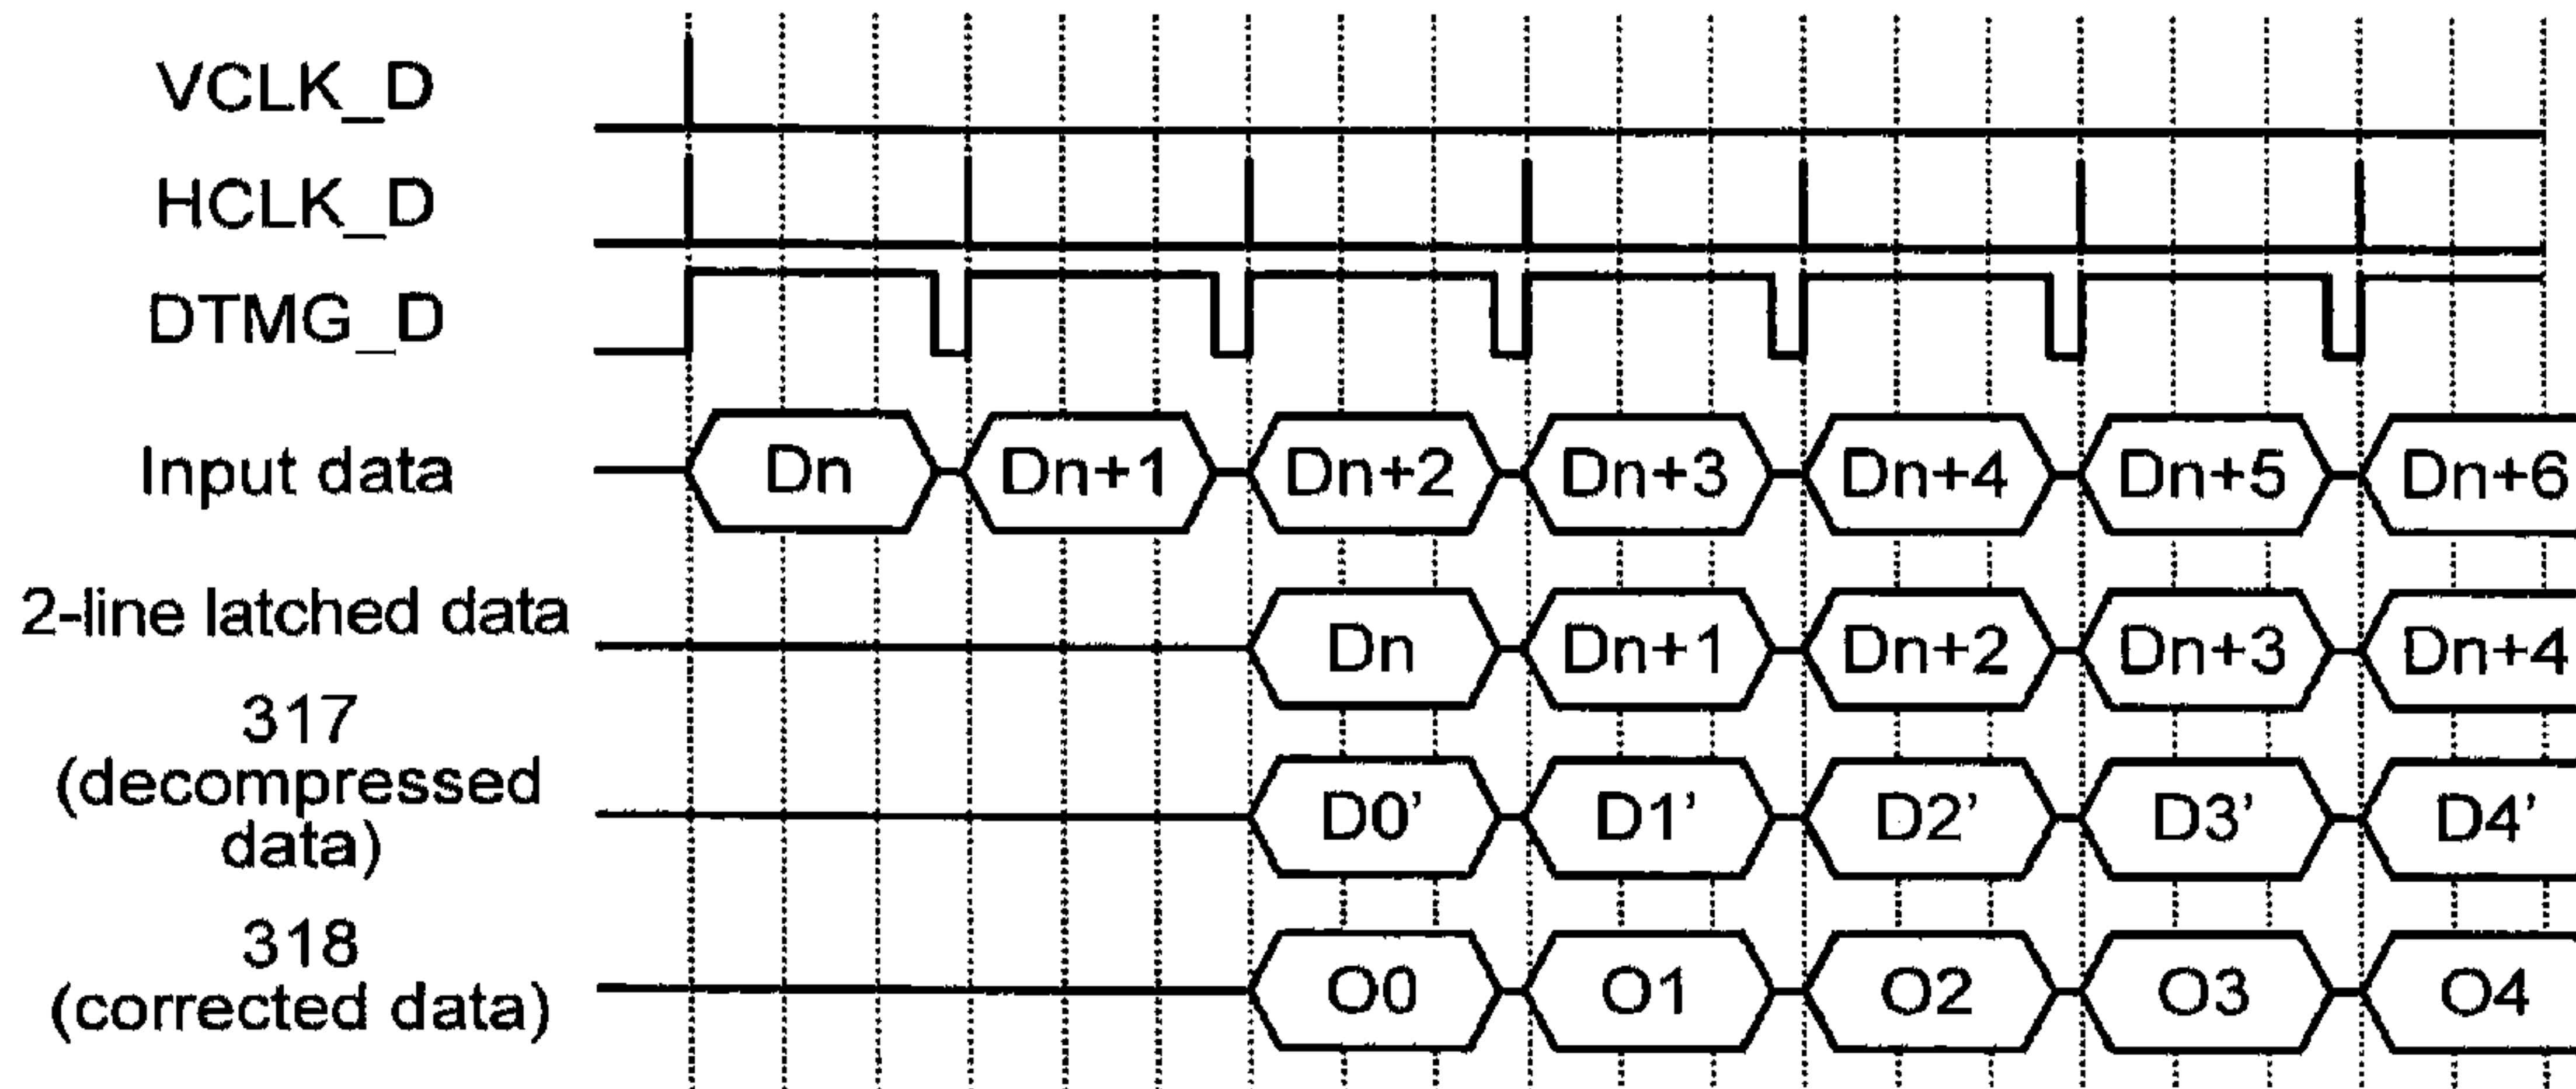 VCLK_D
HCLK_D
DTMG_D
Input data Dn Dn+1 Dn+2 Dn+3 Dn+4 Dn+5 Dn+6
2-line latched data Dn Dn+1 Dn+2 Dn+3 Dn+4
317
(decompressed
data) D0' D1' D2' D3' D4'
318
(corrected data) O0 O1 O2 O3 O4